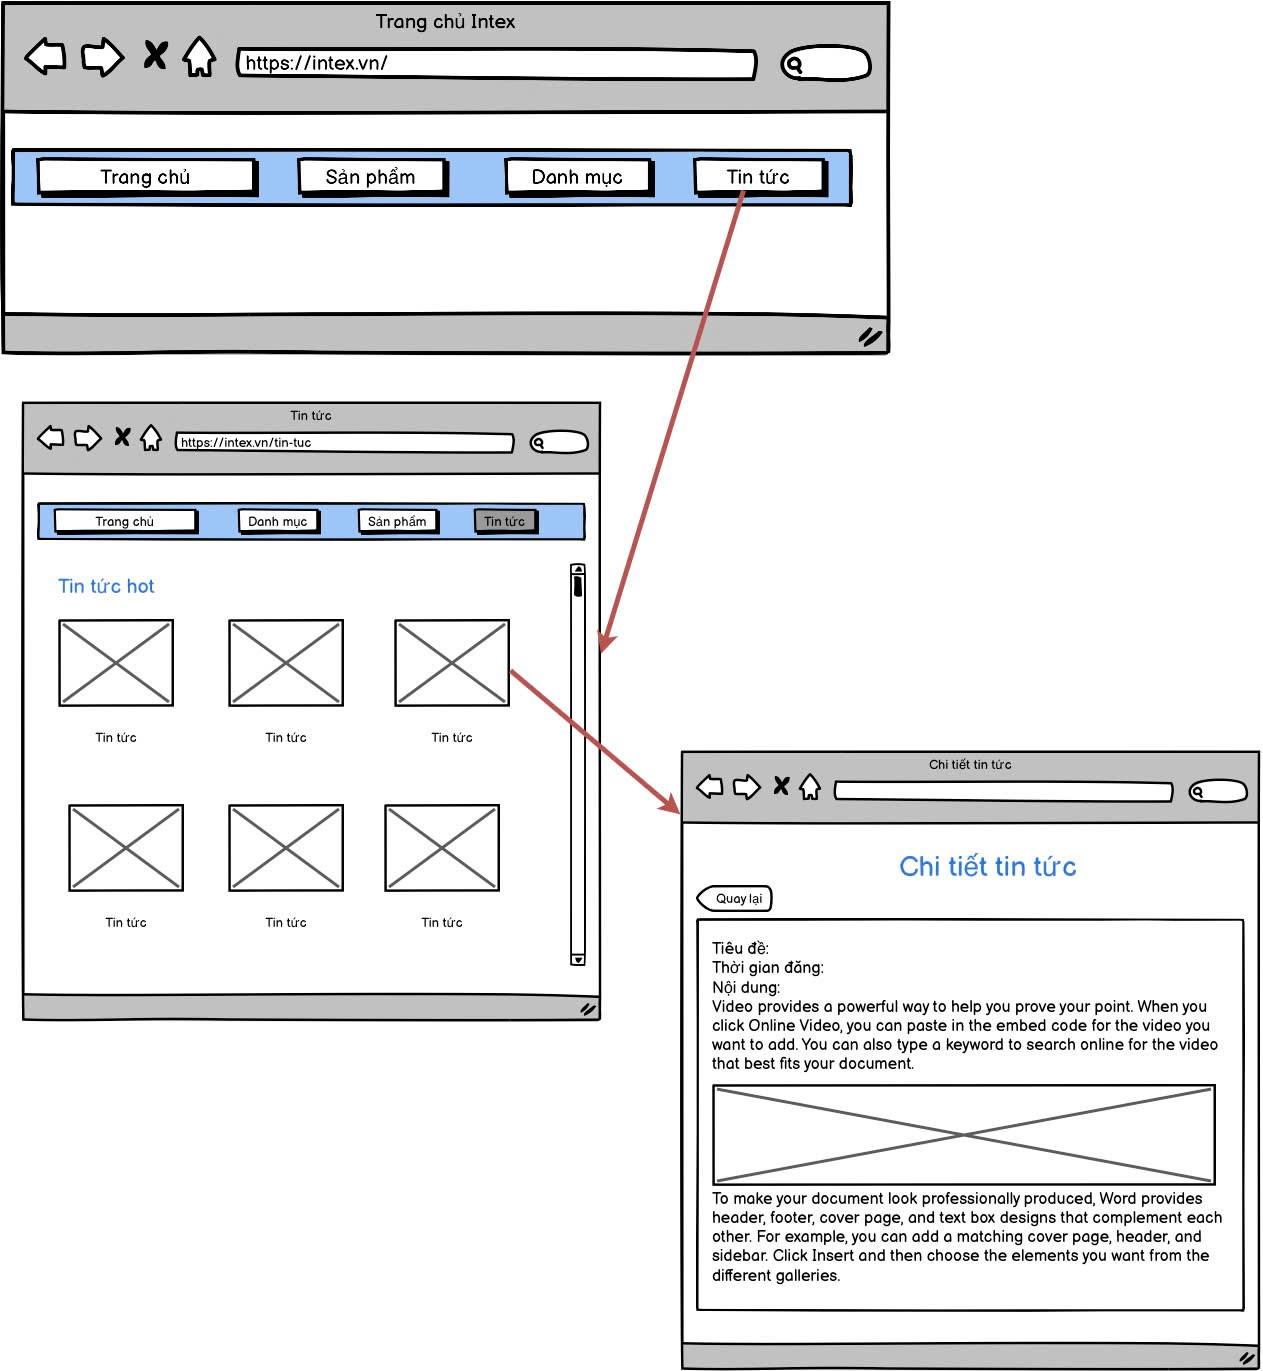 Trang chủ Intex
https://intex.vn/
Trang chủ
Sản phẩm
Danh mục
Tin tức
Tin tức
https://intex.vn/tin-tuc
Trang chủ
Danh mục
Sản phẩm
Tin tức
Tin tức hot
Tin tức
Tin tức
Tin tức
Tin tức
Tin tức
Tin tức
Chi tiết tin tức
Chi tiết tin tức
Quay lại
Tiêu đề:
Thời gian đăng:
Nội dung:
Video provides a powerful way to help you prove your point. When you
click Online Video, you can paste in the embed code for the video you
want to add. You can also type a keyword to search online for the video
that best fits your document.
To make your document look professionally produced, Word provides
header, footer, cover page, and text box designs that complement each
other. For example, you can add a matching cover page, header, and
sidebar. Click Insert and then choose the elements you want from the
different galleries.